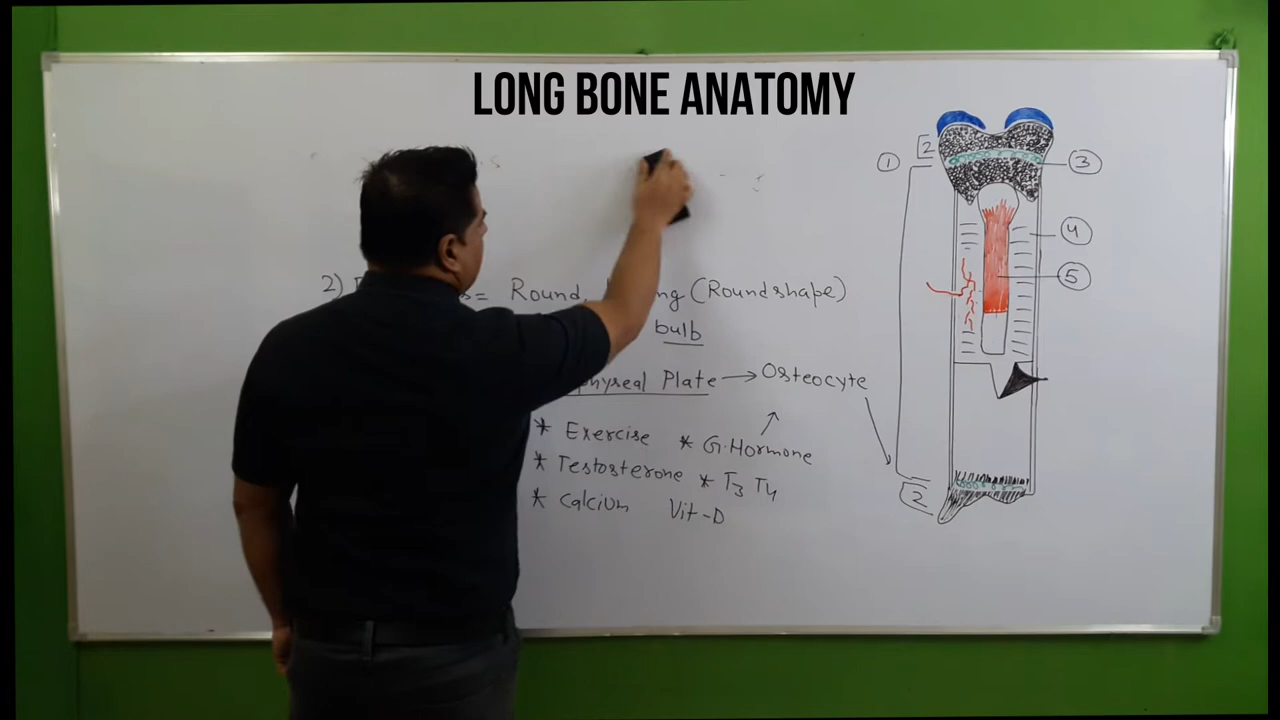 LONG BONE ANATOMY
2
1
3
2) = Round, (Roundshape)
bulb
4
5
Plate → Osteocyte
* Exercise * G.Hormone
* Testosterone * T3 T4
* Calcium Vit-D
2